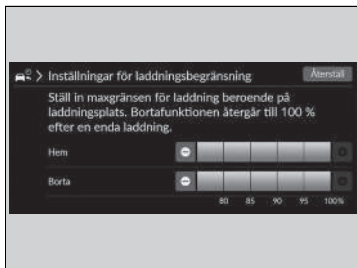 Inställningar för laddningsbegränsning
Återställ
Ställ in maxgränsen för laddning beroende på
laddningsplats. Bortafunktionen återgår till 100 %
efter en enda laddning.
Hem
Borta
80 85 90 95 100%